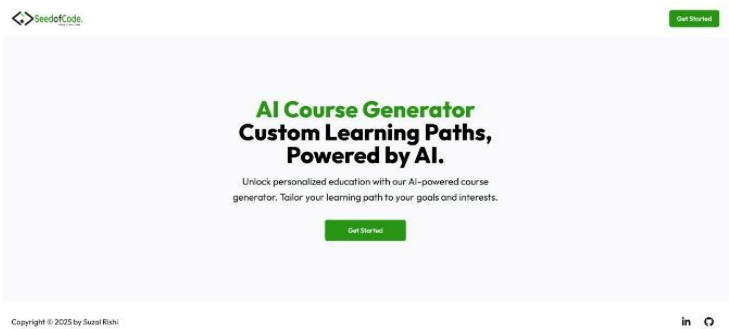 SeedofCode.
Get Started
AI Course Generator
Custom Learning Paths,
Powered by AI.
Unlock personalized education with our AI-powered course
generator. Tailor your learning path to your goals and interests.
Get Started
Copyright © 2025 by Suzal Rishi
in